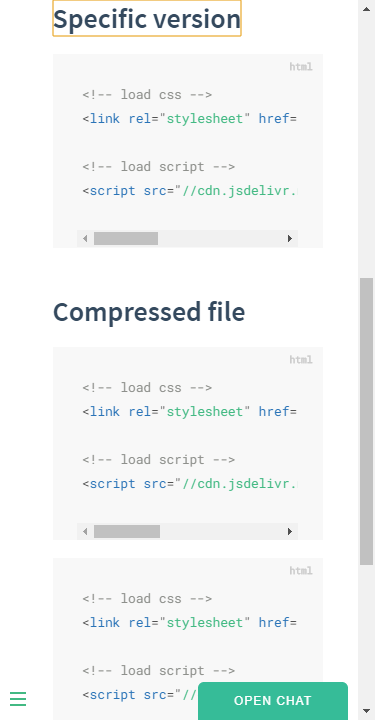 Specific version
html
<!-- load css -->
<link rel="stylesheet" href=
<!-- load script -->
<script src="//cdn.jsdelivr.
Compressed file
html
<!-- load css -->
<link rel="stylesheet" href=
<!-- load script -->
<script src="//cdn.jsdelivr.
html
<!-- load css -->
<link rel="stylesheet" href=
<!-- load script -->
<script src="//
OPEN CHAT